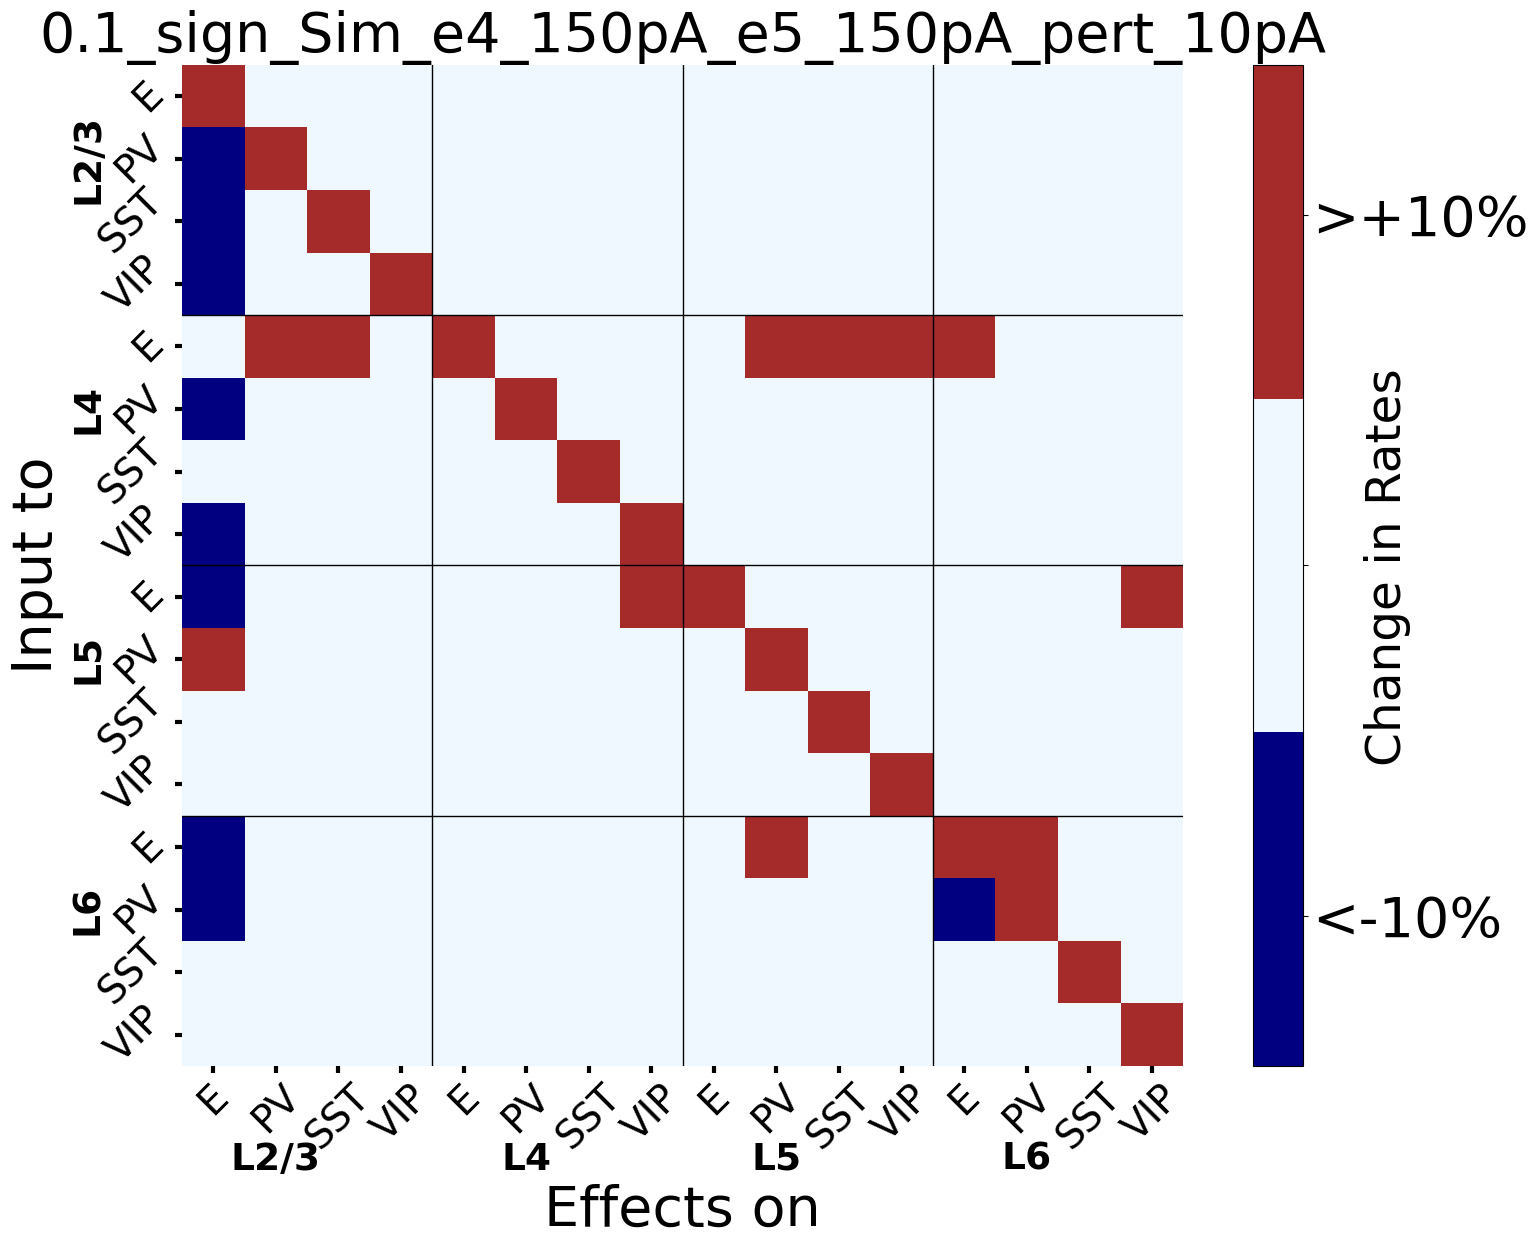 0.1_sign_Sim_e4_150pA_e5_150pA_pert_10pA
Input to
L2/3
E
PV
SST
VIP
L4
E
PV
SST
VIP
L5
E
PV
SST
VIP
L6
E
PV
SST
VIP
E
PV
SST
VIP
E
PV
SST
VIP
E
PV
SST
VIP
E
PV
SST
VIP
L2/3
L4
L5
L6
Effects on
>+10%
<-10%
Change in Rates